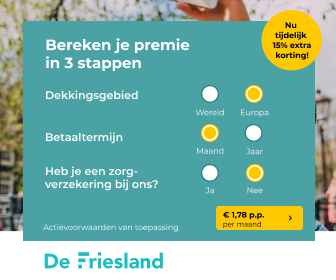 Nu
tijdelijk
15% extra
korting!
Bereken je premie
in 3 stappen
Dekkingsgebied
Wereld Europa
Betaaltermijn
Maand Jaar
Heb je een zorg-
verzekering bij ons?
Ja Nee
€ 1,78 p.p.
per maand
Actievoorwaarden van toepassing
De Friesland